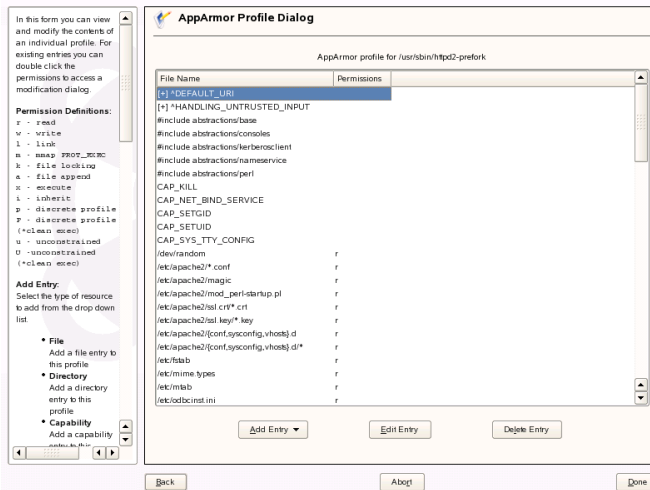 In this form you can view
and modify the contents of
an individual profile. For
existing entries you can
double click the
permissions to access a
modification dialog.
Permission Definitions:
r - read
w - write
l - link
m - mmap PROT_EXEC
k - file locking
a - file append
x - execute
i - inherit
p - discrete profile
P - discrete profile
(*clean exec)
u - unconstrained
U -unconstrained
(*clean exec)
Add Entry:
Select the type of resource
to add from the drop down
list.
• File
Add a file entry to
this profile
• Directory
Add a directory
entry to this
profile
• Capability
Add a capability
entry to this
AppArmor Profile Dialog
AppArmor profile for /usr/sbin/httpd2-prefork
File Name Permissions
[+] ^DEFAULT_URI
[+] ^HANDLING_UNTRUSTED_INPUT
#include abstractions/base
#include abstractions/consoles
#include abstractions/kerberosclient
#include abstractions/nameservice
#include abstractions/perl
CAP_KILL
CAP_NET_BIND_SERVICE
CAP_SETGID
CAP_SETUID
CAP_SYS_TTY_CONFIG
/dev/random r
/etc/apache2/*.conf r
/etc/apache2/magic r
/etc/apache2/mod_perl-startup.pl r
/etc/apache2/ssl.crt/*.crt r
/etc/apache2/ssl.key/*.key r
/etc/apache2/{conf,sysconfig,vhosts}.d r
/etc/apache2/{conf,sysconfig,vhosts}.d/* r
/etc/fstab r
/etc/mime.types r
/etc/mtab r
/etc/odbcinst.ini r
Add Entry Edit Entry Delete Entry
Back Abort Done